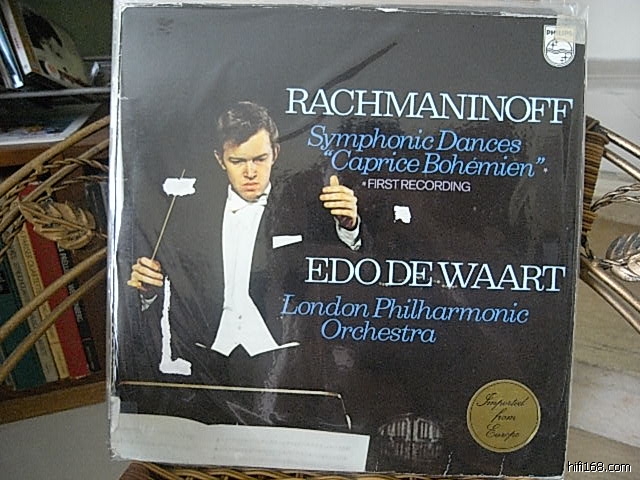 PHILIPS
RACHMANINOFF
Symphonic Dances
"Caprice Bohémien"•
•FIRST RECORDING
EDO DE WAART
London Philharmonic
Orchestra
Imported
from
Europe
hifi168.com